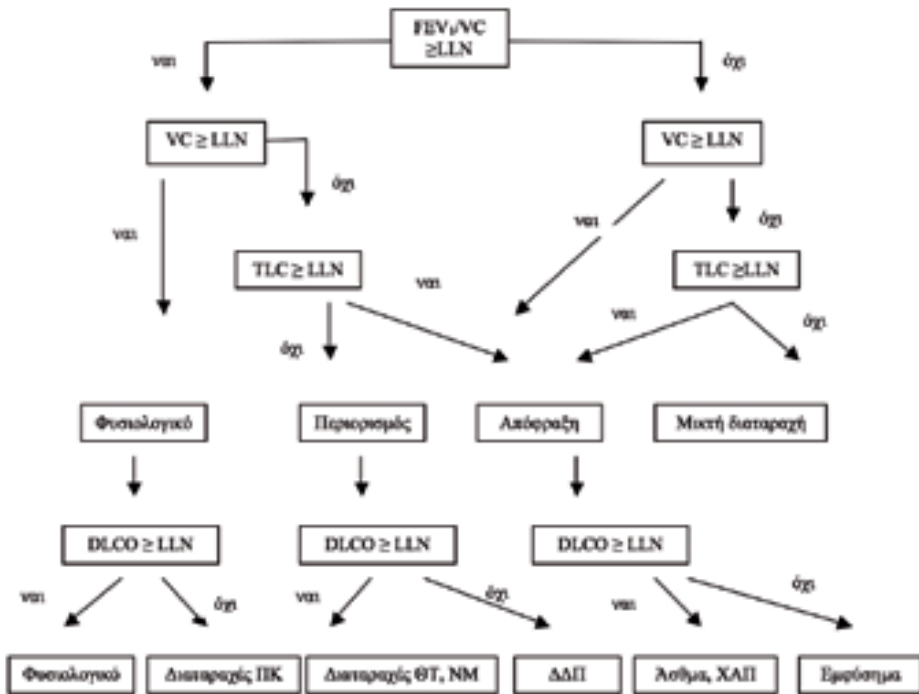 FEV₁/VC
≥LLN
ναι
όχι
VC ≥ LLN
VC ≥ LLN
όχι
ναι
ναι
όχι
TLC ≥ LLN
ναι
TLC ≥LLN
όχι
ναι
όχι
Φυσιολογικό
Περιορισμός
Απόφραξη
Μικτή διαταραχή
DLCO ≥ LLN
DLCO ≥ LLN
DLCO ≥ LLN
ναι
όχι
ναι
όχι
ναι
όχι
Φυσιολογικό
Διαταραχές ΠΚ
Διαταραχές ΘΤ, ΝΜ
ΔΔΠ
Άσθμα, ΧΑΠ
Εμφύσημα